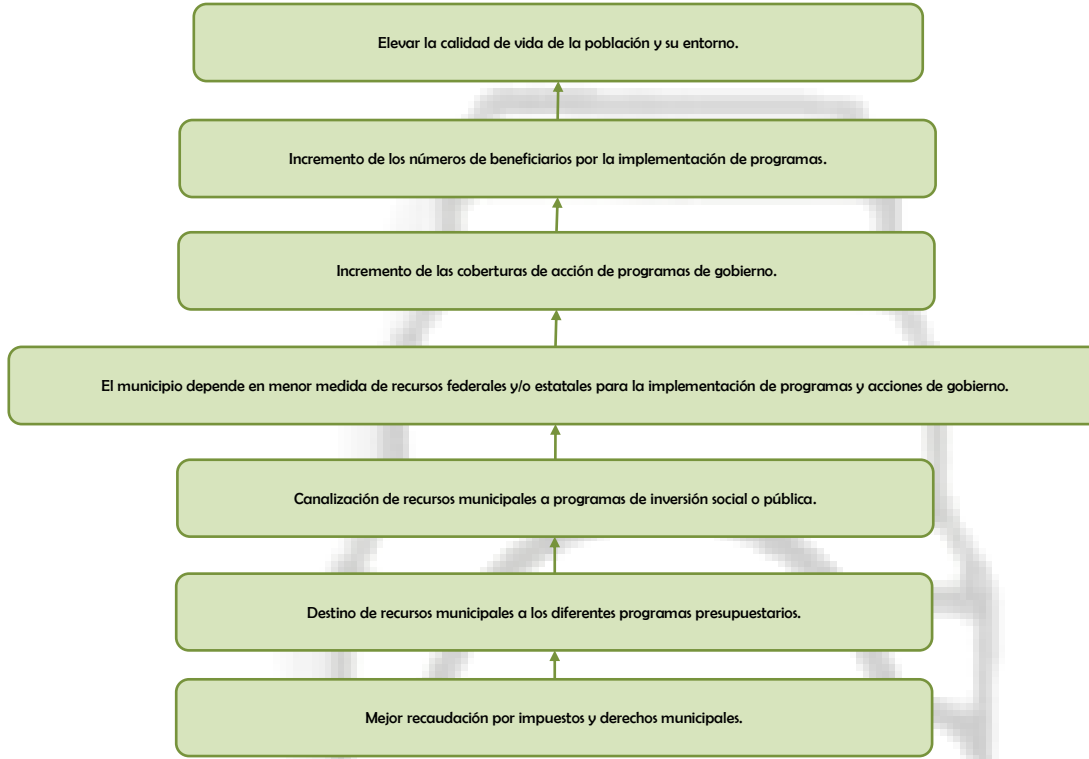 Elevar la calidad de vida de la población y su entorno.
Incremento de los números de beneficiarios por la implementación de programas.
Incremento de las coberturas de acción de programas de gobierno.
El municipio depende en menor medida de recursos federales y/o estatales para la implementación de programas y acciones de gobierno.
Canalización de recursos municipales a programas de inversión social o pública.
Destino de recursos municipales a los diferentes programas presupuestarios.
Mejor recaudación por impuestos y derechos municipales.